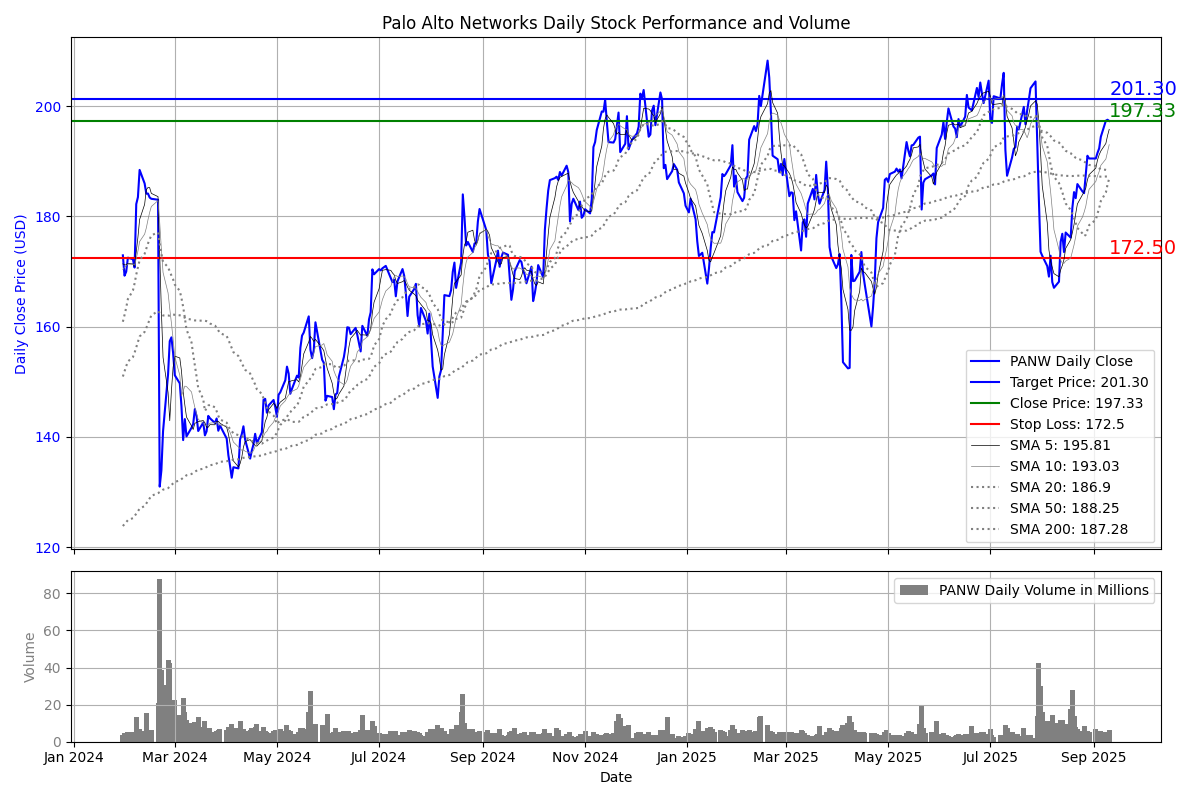 Palo Alto Networks Daily Stock Performance and Volume
Daily Close Price (USD)
200
180
160
140
120
201.30
197.33
172.50
PANW Daily Close
Target Price: 201.30
Close Price: 197.33
Stop Loss: 172.5
SMA 5: 195.81
SMA 10: 193.03
SMA 20: 186.9
SMA 50: 188.25
SMA 200: 187.28
Volume
80
60
40
20
0
PANW Daily Volume in Millions
Jan 2024 Mar 2024 May 2024 Jul 2024 Sep 2024 Nov 2024 Jan 2025 Mar 2025 May 2025 Jul 2025 Sep 2025
Date